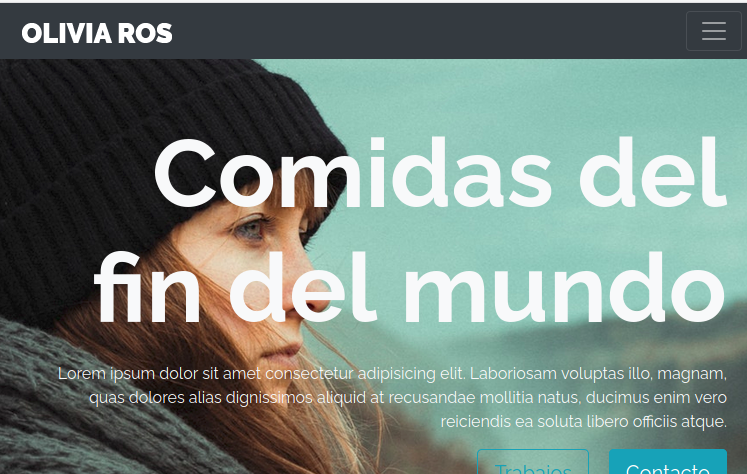 OLIVIA ROS
Comidas del
fin del mundo
Lorem ipsum dolor sit amet consectetur adipisicing elit. Laboriosam voluptas illo, magnam,
quas dolores alias dignissimos aliquid at recusandae mollitia natus, ducimus enim vero
reiciendis ea soluta libero officiis atque.
Trabajos Contacto